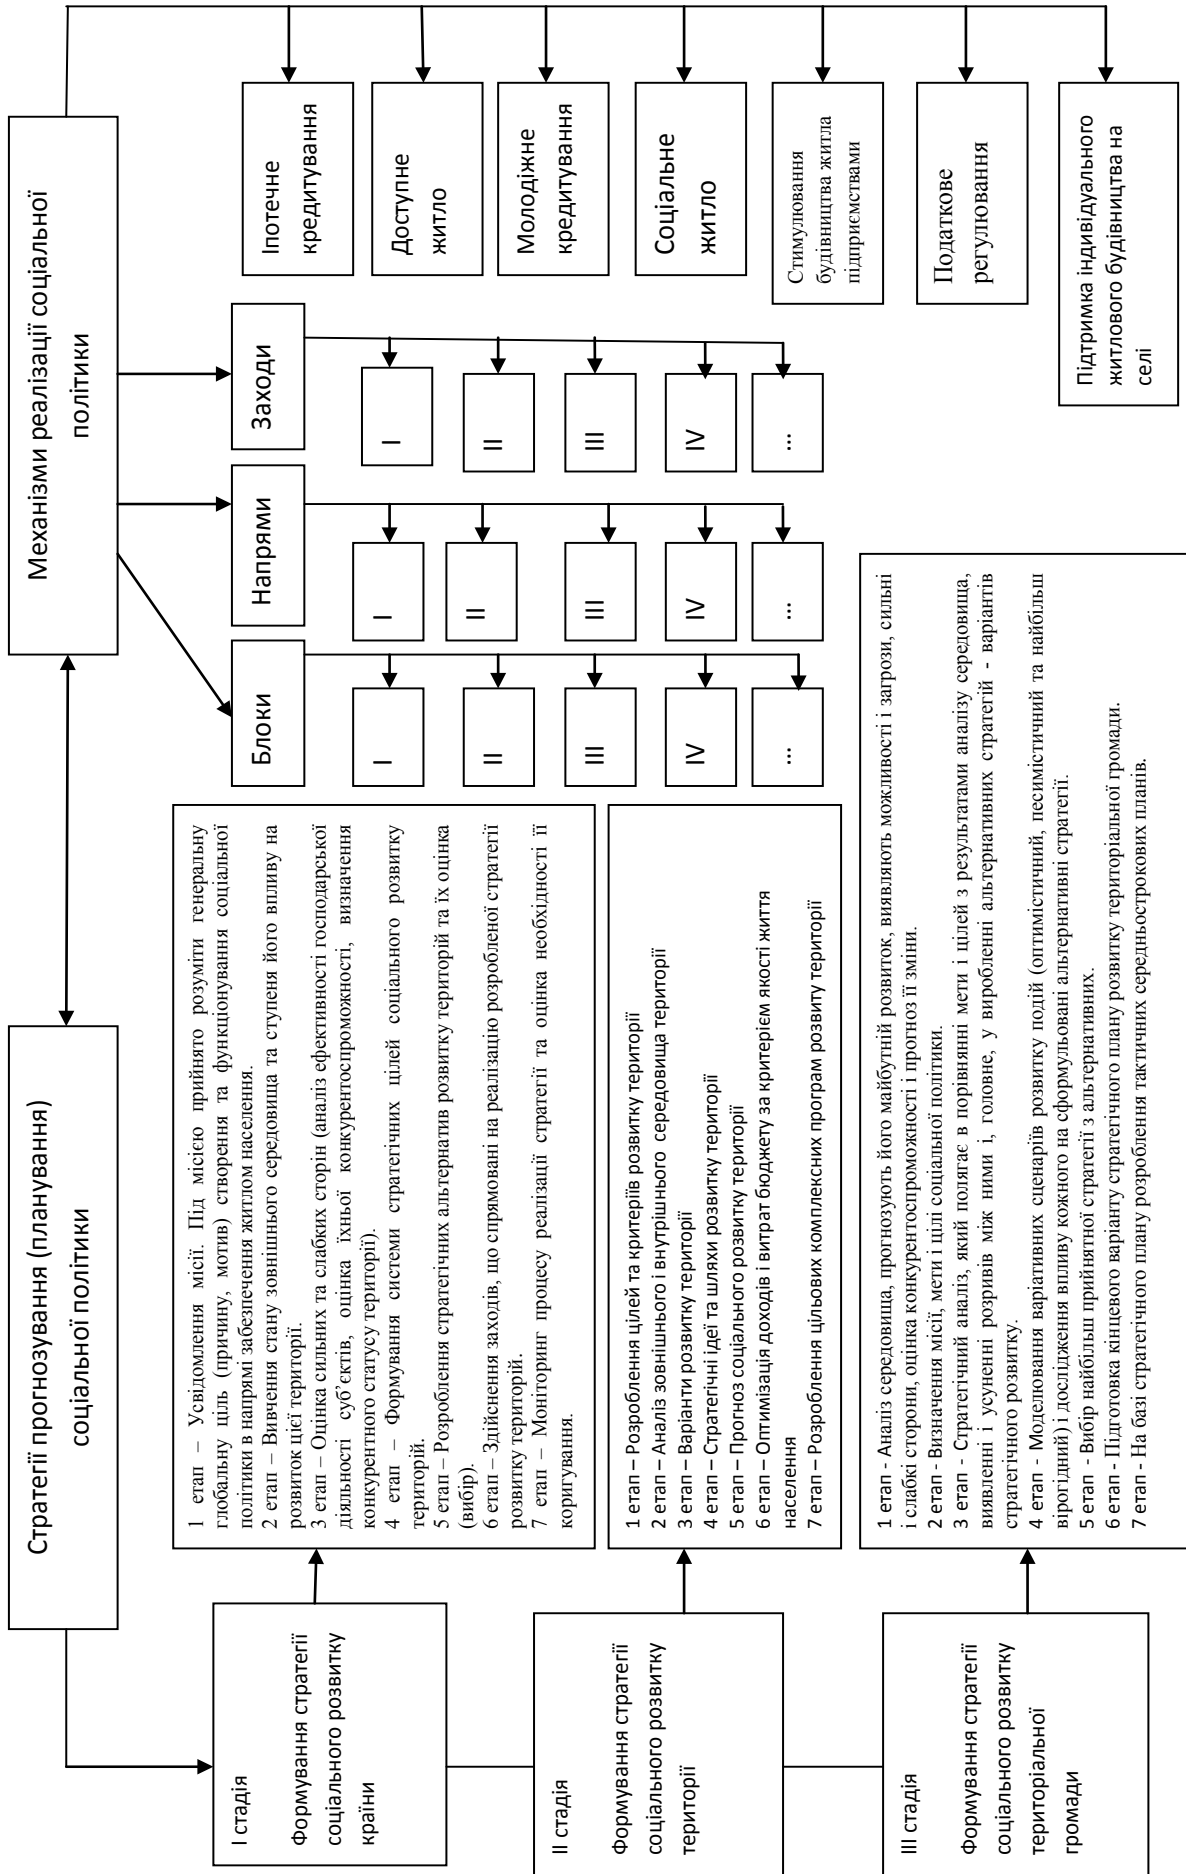 Стратегії прогнозування (планування)
соціальної політики
Механізми реалізації соціальної
політики
І стадія
Формування стратегії
соціального розвитку
країни
1 етап – Усвідомлення місії. Під місією прийнято розуміти генеральну
глобальну ціль (причину, мотив) створення та функціонування соціальної
політики в напрямі забезпечення житлом населення.
2 етап – Вивчення стану зовнішнього середовища та ступеня його впливу на
розвиток цієї території.
3 етап – Оцінка сильних та слабких сторін (аналіз ефективності господарської
діяльності суб’єктів, оцінка їхньої конкурентоспроможності, визначення
конкурентного статусу території).
4 етап – Формування системи стратегічних цілей соціального розвитку
територій.
5 етап – Розроблення стратегічних альтернатив розвитку територій та їх оцінка
(вибір).
6 етап – Здійснення заходів, що спрямовані на реалізацію розробленої стратегії
розвитку територій.
7 етап – Моніторинг процесу реалізації стратегії та оцінка необхідності її
коригування.
ІІ стадія
Формування стратегії
соціального розвитку
території
1 етап – Розроблення цілей та критеріїв розвитку території
2 етап – Аналіз зовнішнього і внутрішнього середовища території
3 етап – Варіанти розвитку території
4 етап – Стратегічні ідеї та шляхи розвитку території
5 етап – Прогноз соціального розвитку території
6 етап – Оптимізація доходів і витрат бюджету за критерієм якості життя
населення
7 етап – Розроблення цільових комплексних програм розвиту території
ІІІ стадія
Формування стратегії
соціального розвитку
територіальної
громади
1 етап - Аналіз середовища, прогнозують його майбутній розвиток, виявляють можливості і загрози, сильні
і слабкі сторони, оцінка конкурентоспроможності і прогноз її зміни.
2 етап - Визначення місії, мети і цілі соціальної політики.
3 етап - Стратегічний аналіз, який полягає в порівнянні мети і цілей з результатами аналізу середовища,
виявленні і усуненні розривів між ними і, головне, у виробленні альтернативних стратегій - варіантів
стратегічного розвитку.
4 етап - Моделювання варіативних сценаріїв розвитку подій (оптимістичний, песимістичний та найбільш
вірогідний) і дослідження впливу кожного на сформульовані альтернативні стратегії.
5 етап - Вибір найбільш прийнятної стратегії з альтернативних.
6 етап - Підготовка кінцевого варіанту стратегічного плану розвитку територіальної громади.
7 етап - На базі стратегічного плану розроблення тактичних середньострокових планів.
Блоки
І
ІІ
ІІІ
IV
...
Напрями
І
ІІ
ІІІ
IV
...
Заходи
І
ІІ
ІІІ
IV
...
Іпотечне
кредитування
Доступне
житло
Молодіжне
кредитування
Соціальне
житло
Стимулювання
будівництва житла
підприємствами
Податкове
регулювання
Підтримка індивідуального
житлового будівництва на
селі